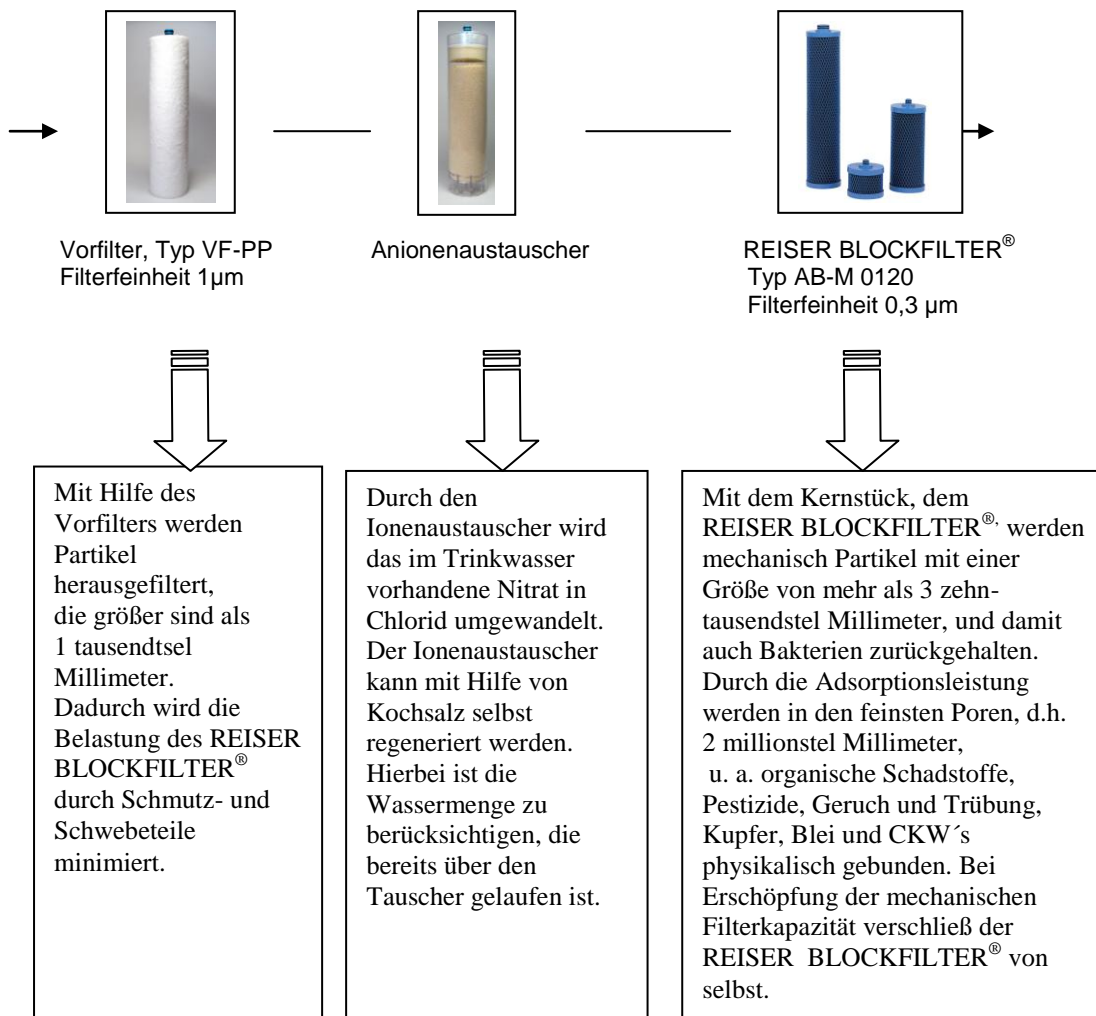 Vorfilter, Typ VF-PP
Filterfeinheit 1µm
Anionenaustauscher
REISER BLOCKFILTER®
Typ AB-M 0120
Filterfeinheit 0,3 µm
Mit Hilfe des
Vorfilters werden
Partikel
herausgefiltert,
die größer sind als
1 tausendtsel
Millimeter.
Dadurch wird die
Belastung des REISER
BLOCKFILTER®
durch Schmutz- und
Schwebeteile
minimiert.
Durch den
Ionenaustauscher wird
das im Trinkwasser
vorhandene Nitrat in
Chlorid umgewandelt.
Der Ionenaustauscher
kann mit Hilfe von
Kochsalz selbst
regeneriert werden.
Hierbei ist die
Wassermenge zu
berücksichtigen, die
bereits über den
Tauscher gelaufen ist.
Mit dem Kernstück, dem
REISER BLOCKFILTER®, werden
mechanisch Partikel mit einer
Größe von mehr als 3 zehn-
tausendstel Millimeter, und damit
auch Bakterien zurückgehalten.
Durch die Adsorptionsleistung
werden in den feinsten Poren, d.h.
2 millionstel Millimeter,
u. a. organische Schadstoffe,
Pestizide, Geruch und Trübung,
Kupfer, Blei und CKW´s
physikalisch gebunden. Bei
Erschöpfung der mechanischen
Filterkapazität verschließ der
REISER BLOCKFILTER® von
selbst.